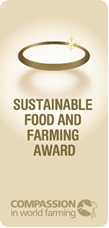 SUSTAINABLE
FOOD AND
FARMING
AWARD
COMPASSION
in world farming